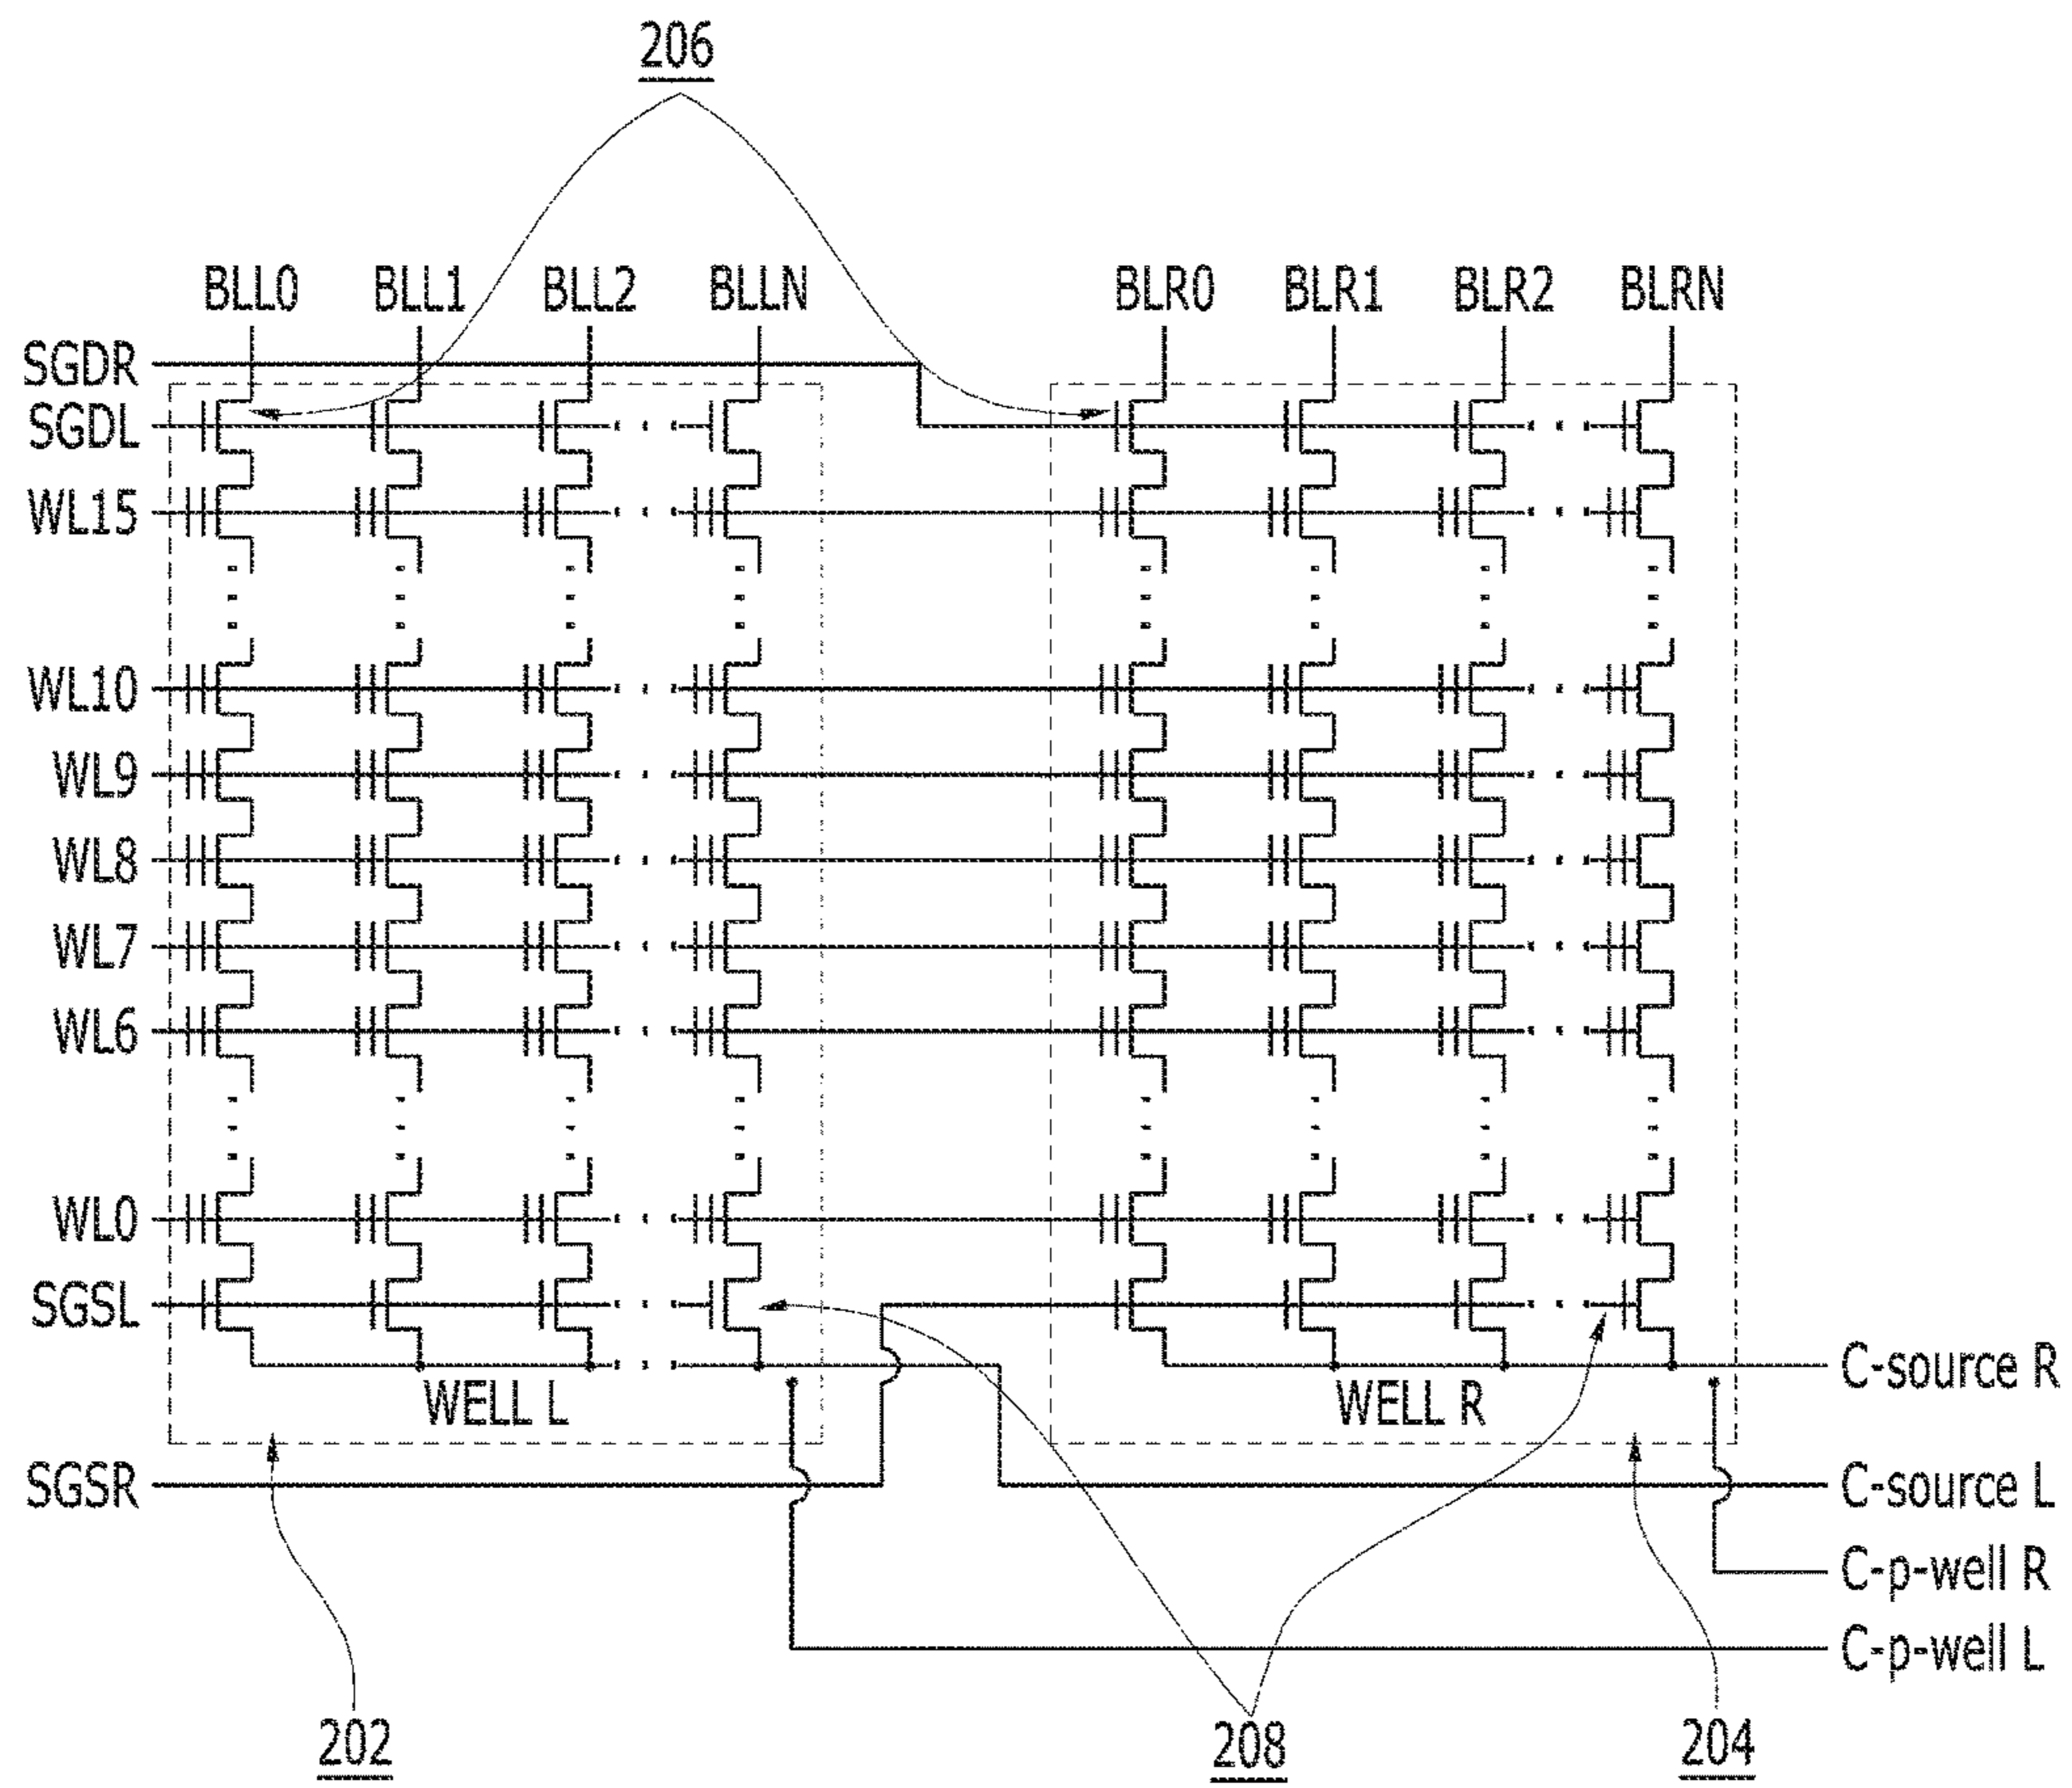 206
BLL0 BLL1 BLL2 BLLN BLR0 BLR1 BLR2 BLRN
SGDR
SGDL
WL15
WL10
WL9
WL8
WL7
WL6
WL0
SGSL
C-source R
WELL L WELL R
SGSR C-source L
C-p-well R
C-p-well L
202 208 204